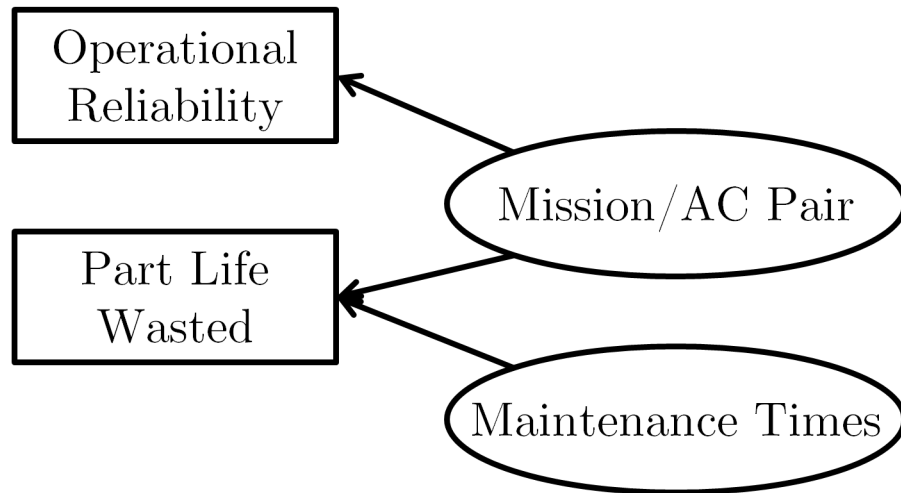 Operational
Reliability
Mission/AC Pair
Part Life
Wasted
Maintenance Times